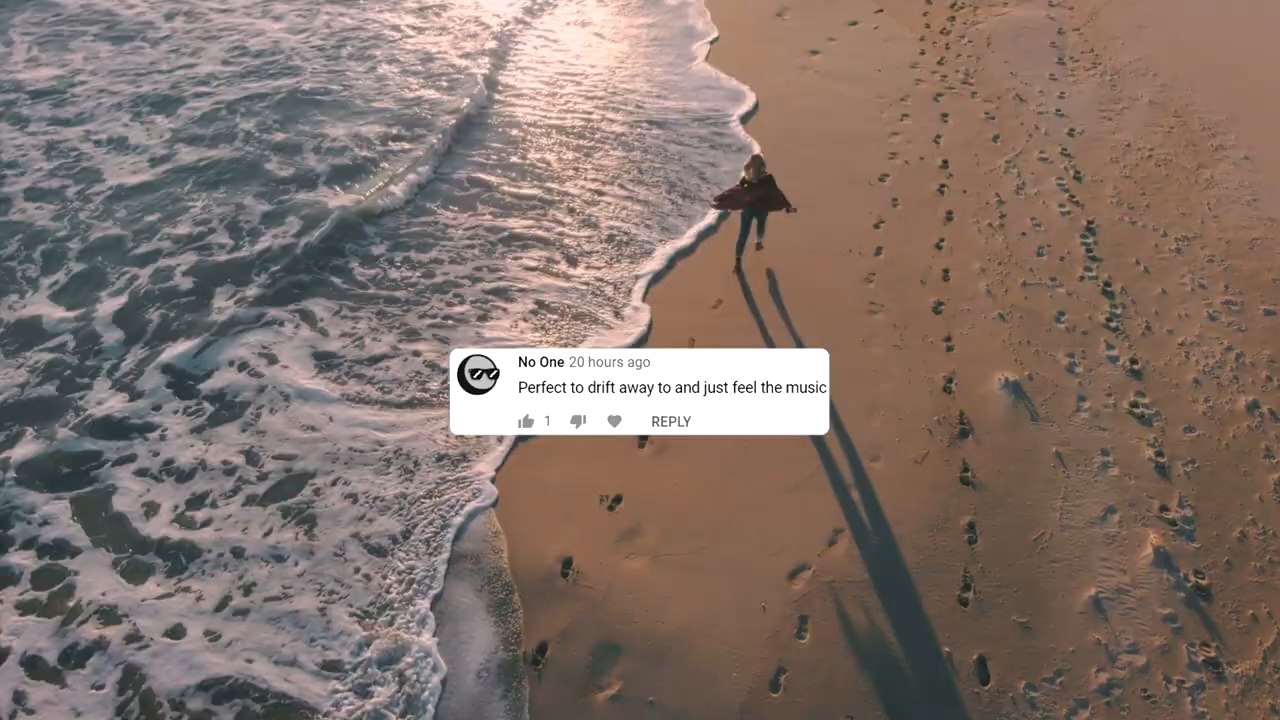 No One 20 hours ago
Perfect to drift away to and just feel the music
1 REPLY